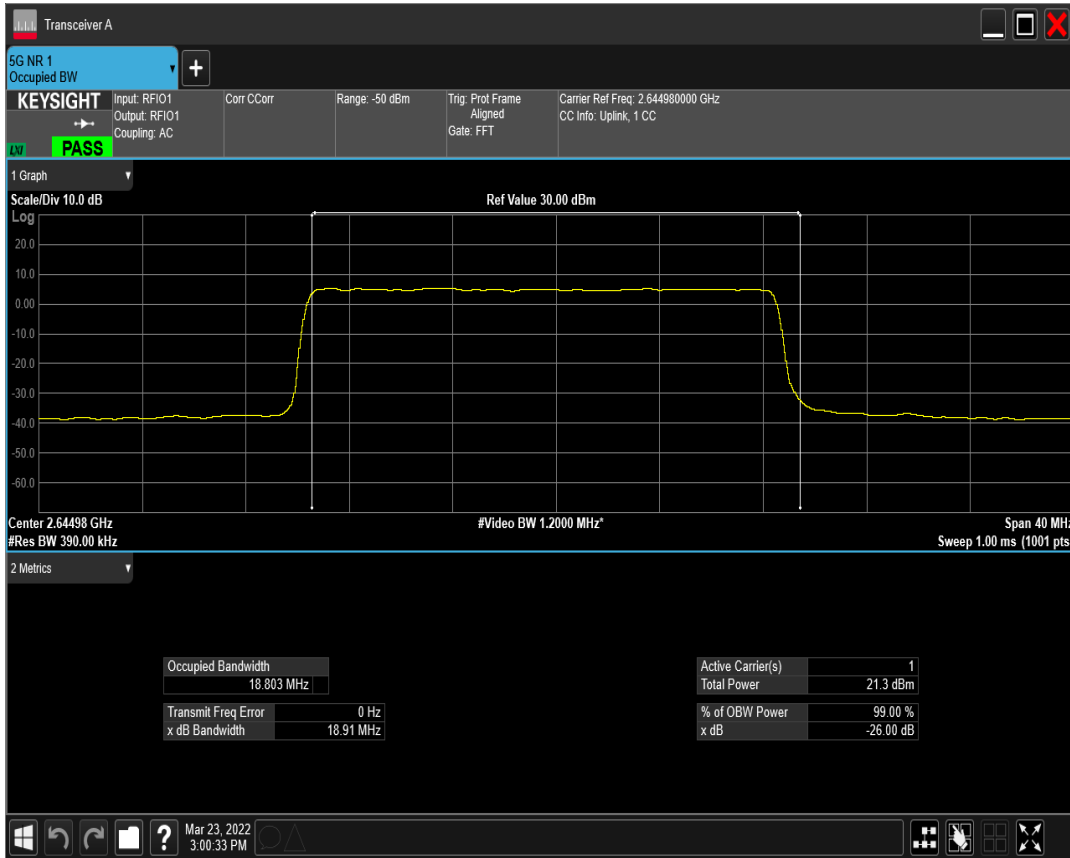 Transceiver A
5G NR 1
Occupied BW
KEYSIGHT
Input: RFIO1
Output: RFIO1
Coupling: AC
Corr CCorr
Range: -50 dBm
Trig: Prot Frame
Aligned
Gate: FFT
Carrier Ref Freq: 2.644980000 GHz
CC Info: Uplink, 1 CC
LXI
PASS
1 Graph
Scale/Div 10.0 dB
Ref Value 30.00 dBm
Log
20.0
10.0
0.00
-10.0
-20.0
-30.0
-40.0
-50.0
-60.0
Center 2.64498 GHz
#Video BW 1.2000 MHz*
Span 40 MHz
#Res BW 390.00 kHz
Sweep 1.00 ms (1001 pts
2 Metrics
Occupied Bandwidth
18.803 MHz
Transmit Freq Error 0 Hz
x dB Bandwidth 18.91 MHz
Active Carrier(s) 1
Total Power 21.3 dBm
% of OBW Power 99.00 %
x dB -26.00 dB
?
Mar 23, 2022
3:00:33 PM